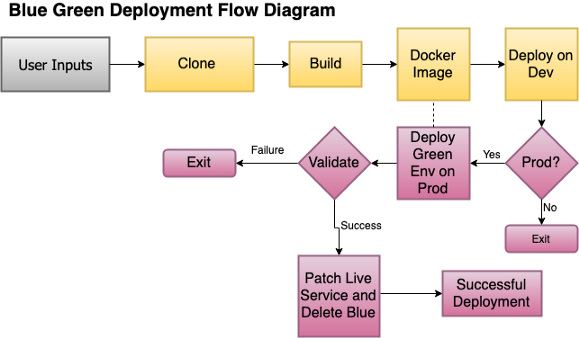 Blue Green Deployment Flow Diagram
User Inputs
Clone
Build
Docker
Image
Deploy on
Dev
Exit
Failure
Validate
Deploy
Green
Env on
Prod
Yes
Prod?
No
Exit
Success
Patch Live
Service and
Delete Blue
Successful
Deployment